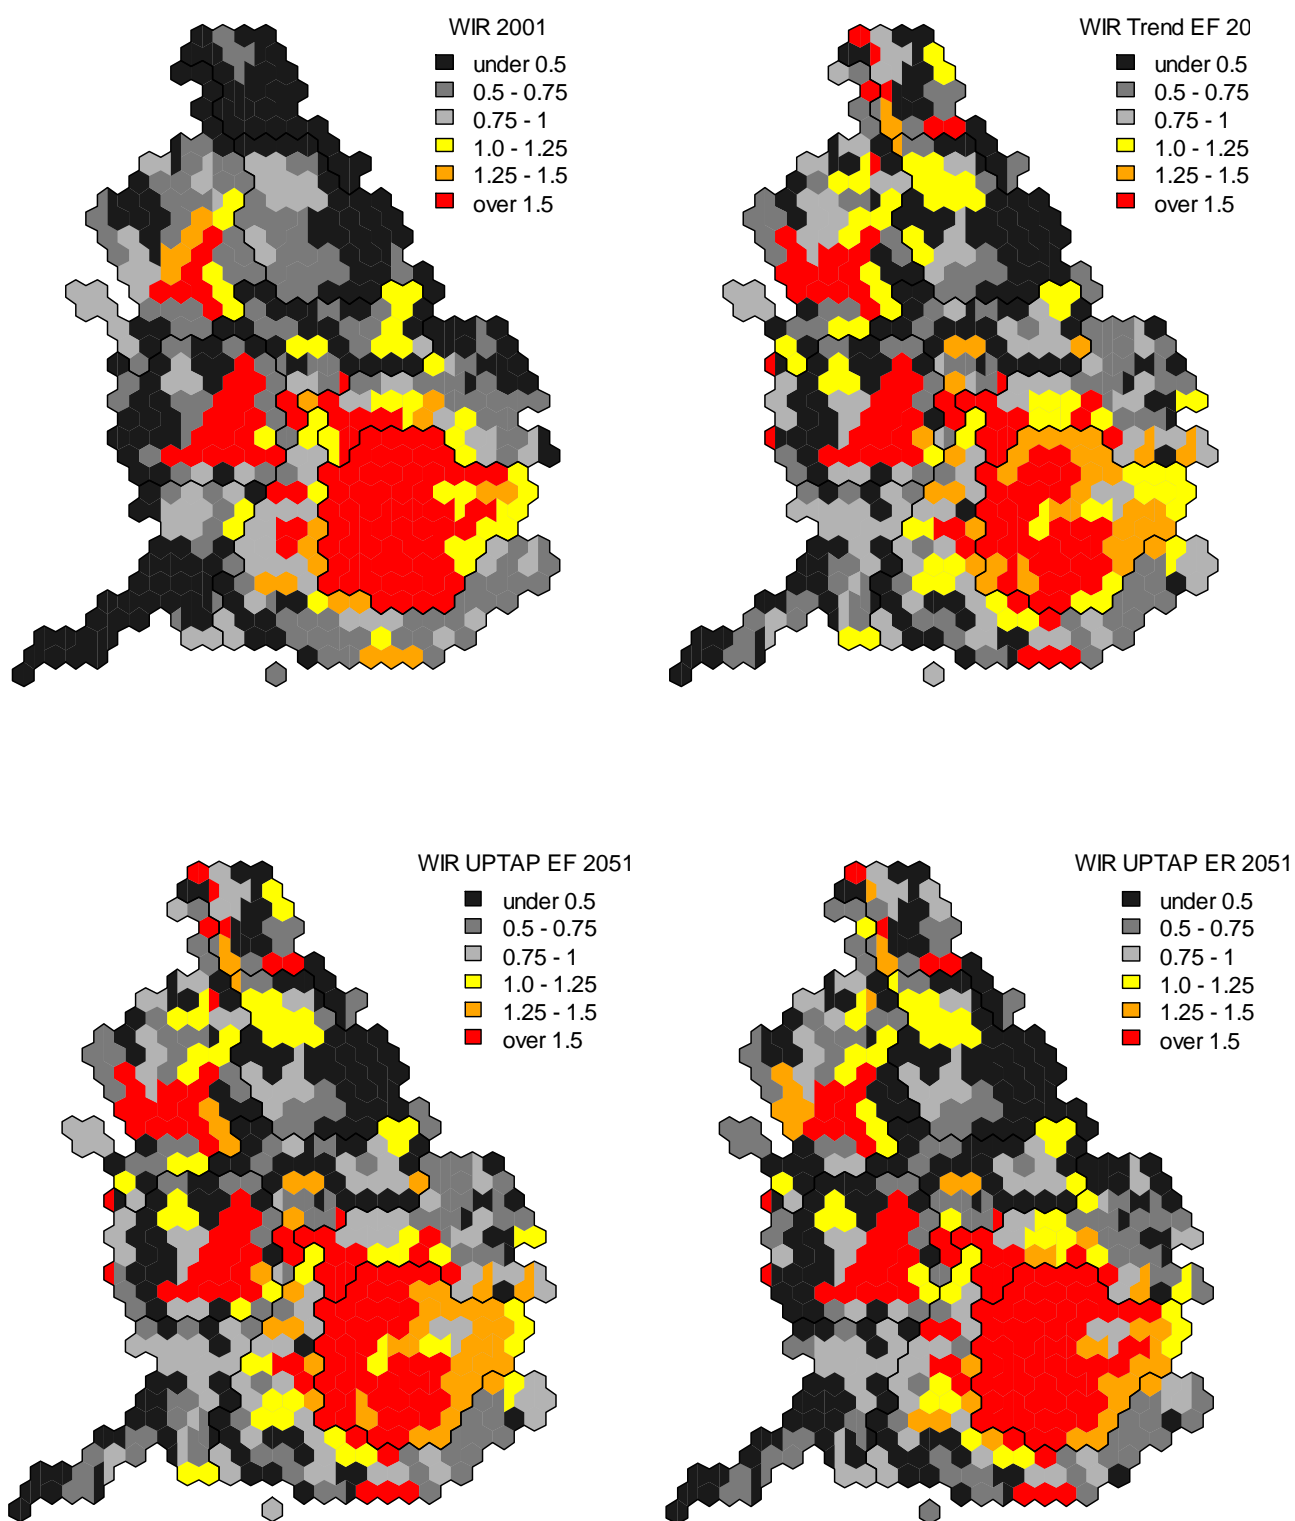 WIR 2001
under 0.5
0.5 - 0.75
0.75 - 1
1.0 - 1.25
1.25 - 1.5
over 1.5
WIR Trend EF 20
under 0.5
0.5 - 0.75
0.75 - 1
1.0 - 1.25
1.25 - 1.5
over 1.5
WIR UPTAP EF 2051
under 0.5
0.5 - 0.75
0.75 - 1
1.0 - 1.25
1.25 - 1.5
over 1.5
WIR UPTAP ER 2051
under 0.5
0.5 - 0.75
0.75 - 1
1.0 - 1.25
1.25 - 1.5
over 1.5